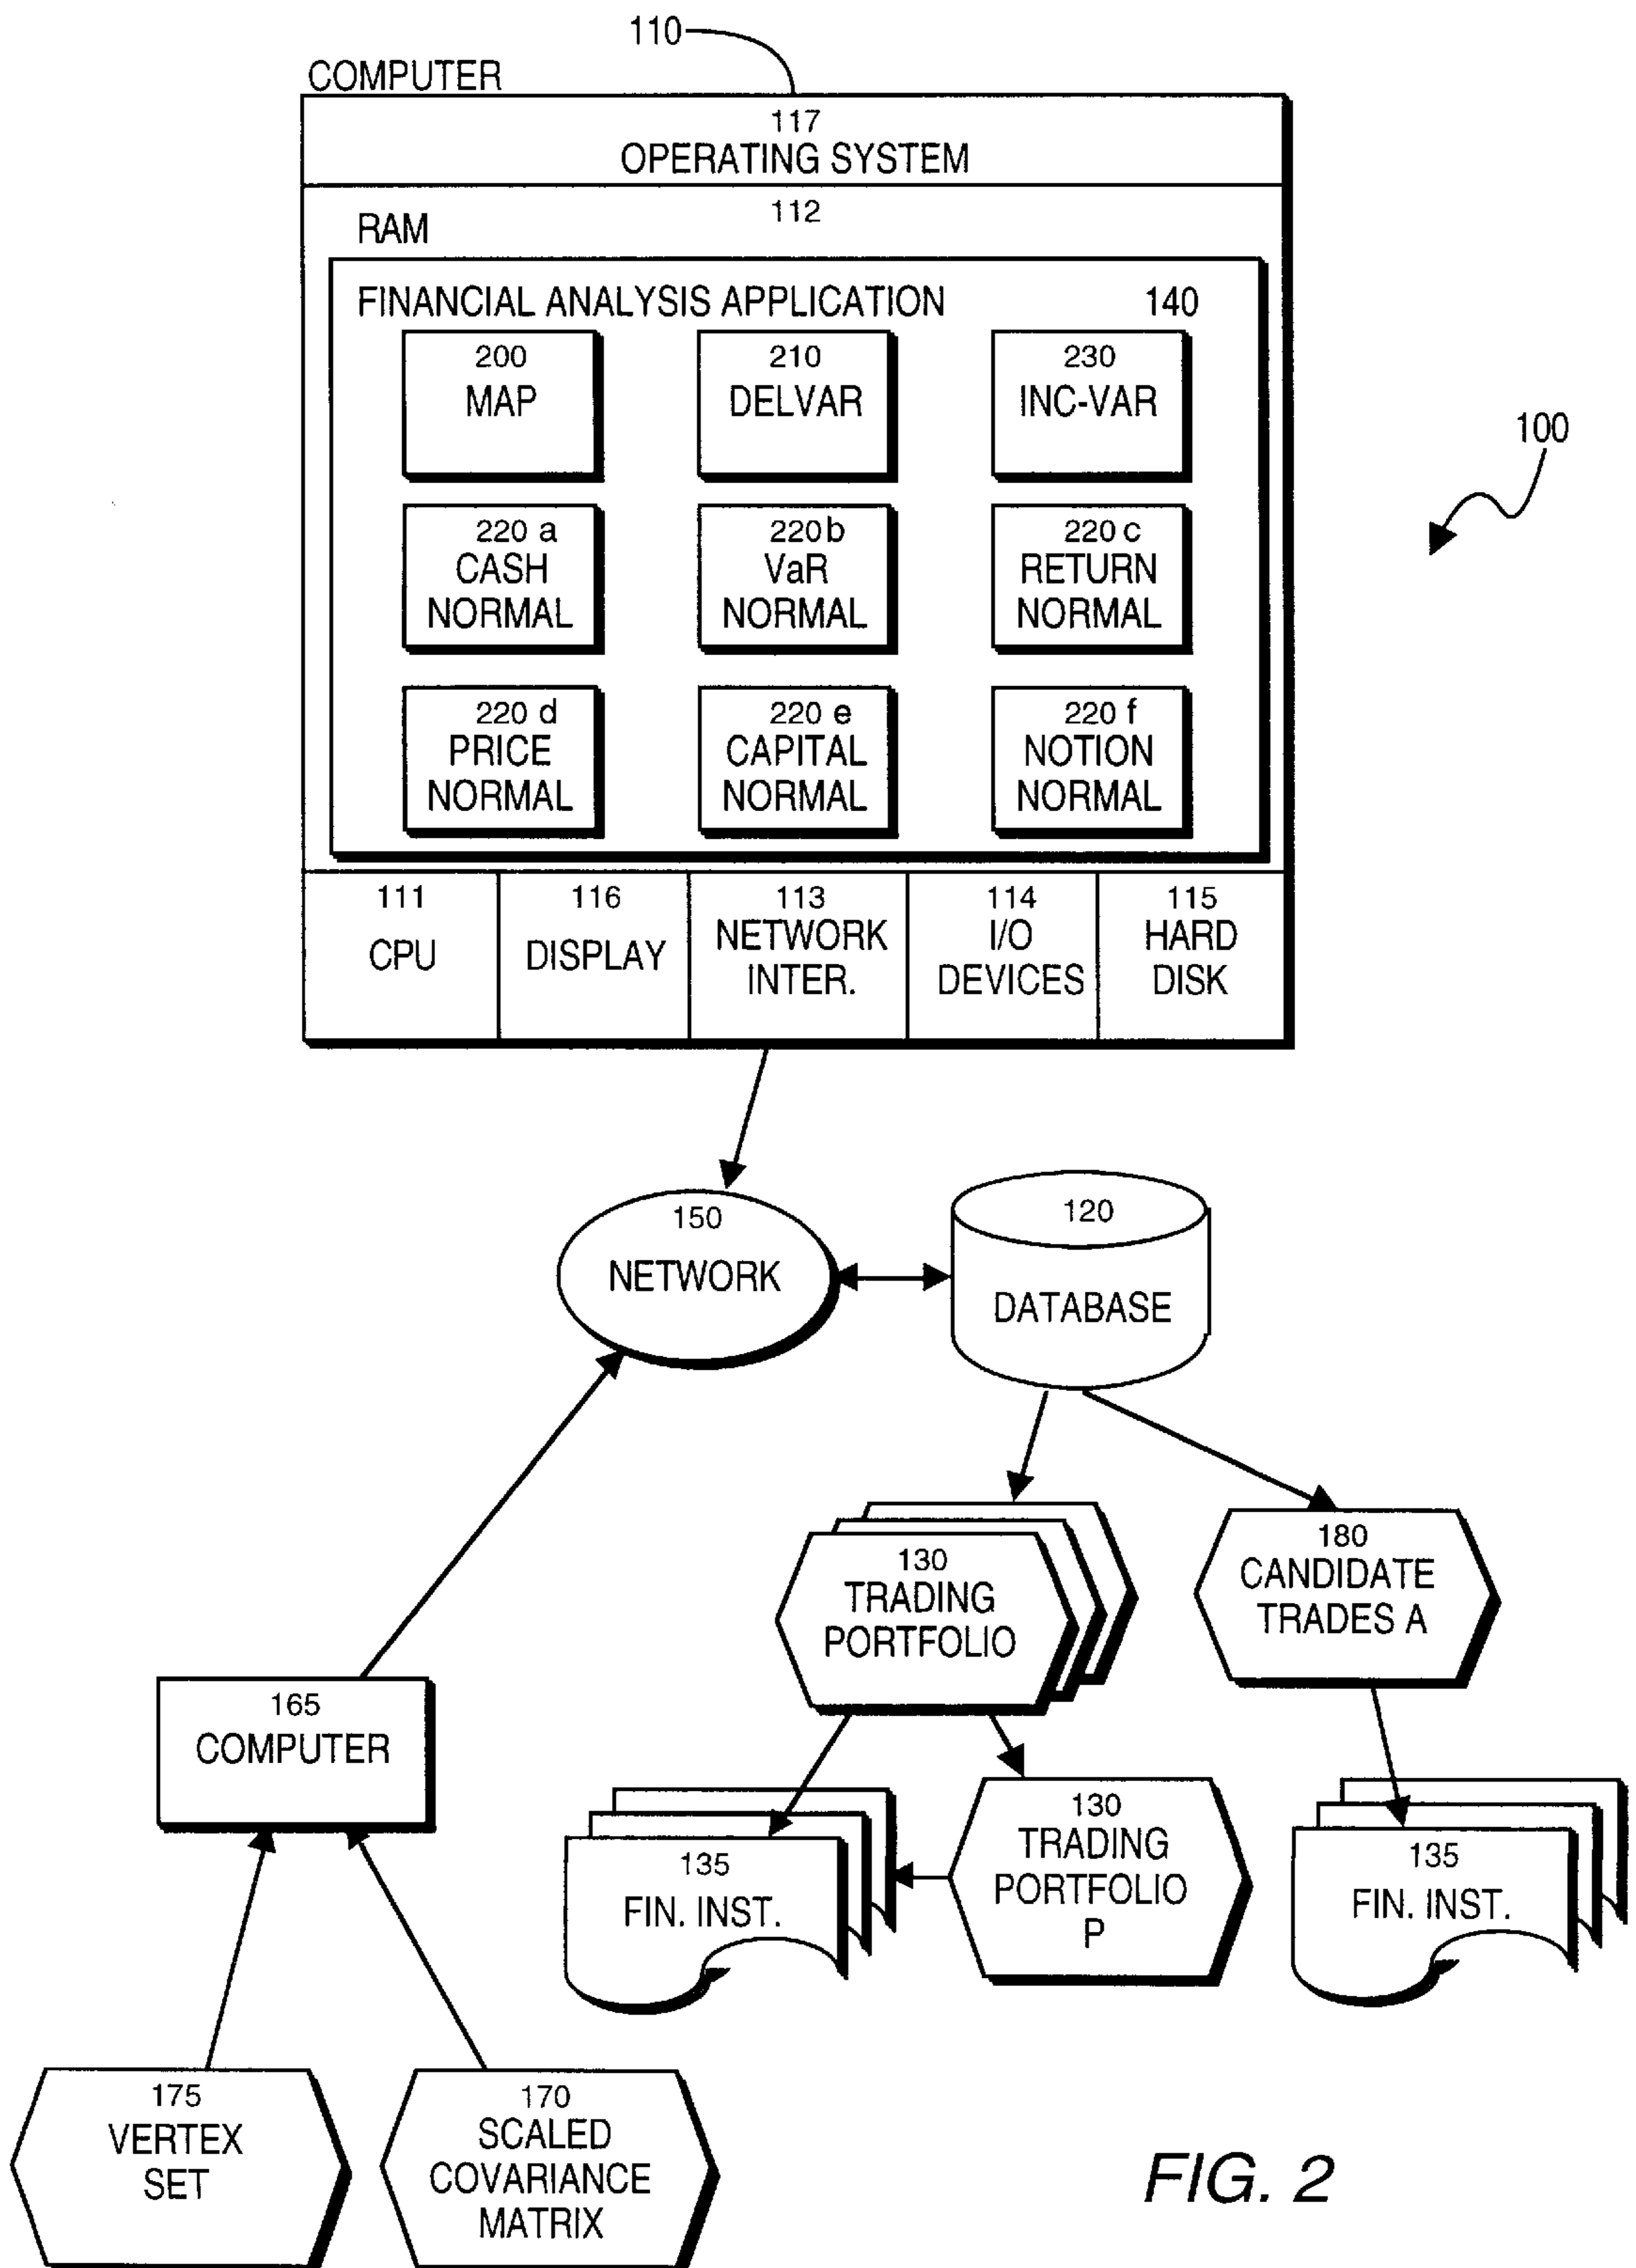 110
COMPUTER
117
OPERATING SYSTEM
112
RAM
FINANCIAL ANALYSIS APPLICATION 140
200
MAP
210
DELVAR
230
INC-VAR
100
220 a
CASH
NORMAL
220 b
VaR
NORMAL
220 c
RETURN
NORMAL
220 d
PRICE
NORMAL
220 e
CAPITAL
NORMAL
220 f
NOTION
NORMAL
111
CPU
116
DISPLAY
113
NETWORK
INTER.
114
I/O
DEVICES
115
HARD
DISK
150
NETWORK
120
DATABASE
130
TRADING
PORTFOLIO
180
CANDIDATE
TRADES A
165
COMPUTER
135
FIN. INST.
130
TRADING
PORTFOLIO
P
135
FIN. INST.
175
VERTEX
SET
170
SCALED
COVARIANCE
MATRIX
FIG. 2